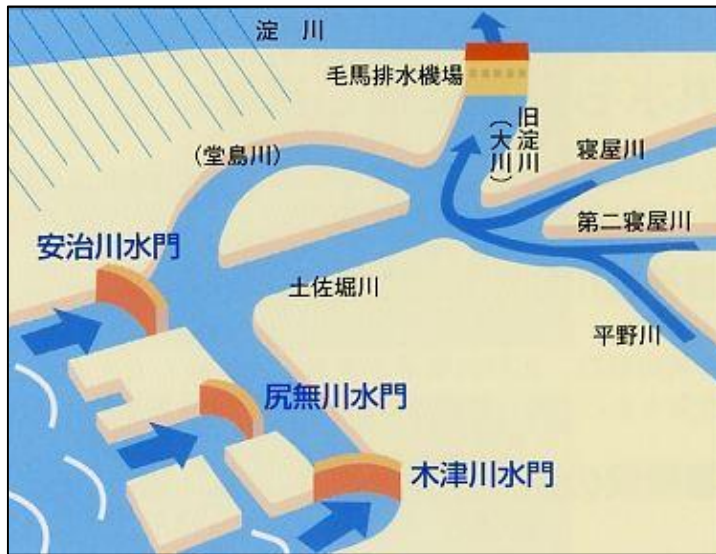 淀　川
毛馬排水機場
旧淀川
（大川）
（堂島川）
寝屋川
第二寝屋川
安治川水門
土佐堀川
平野川
尻無川水門
木津川水門